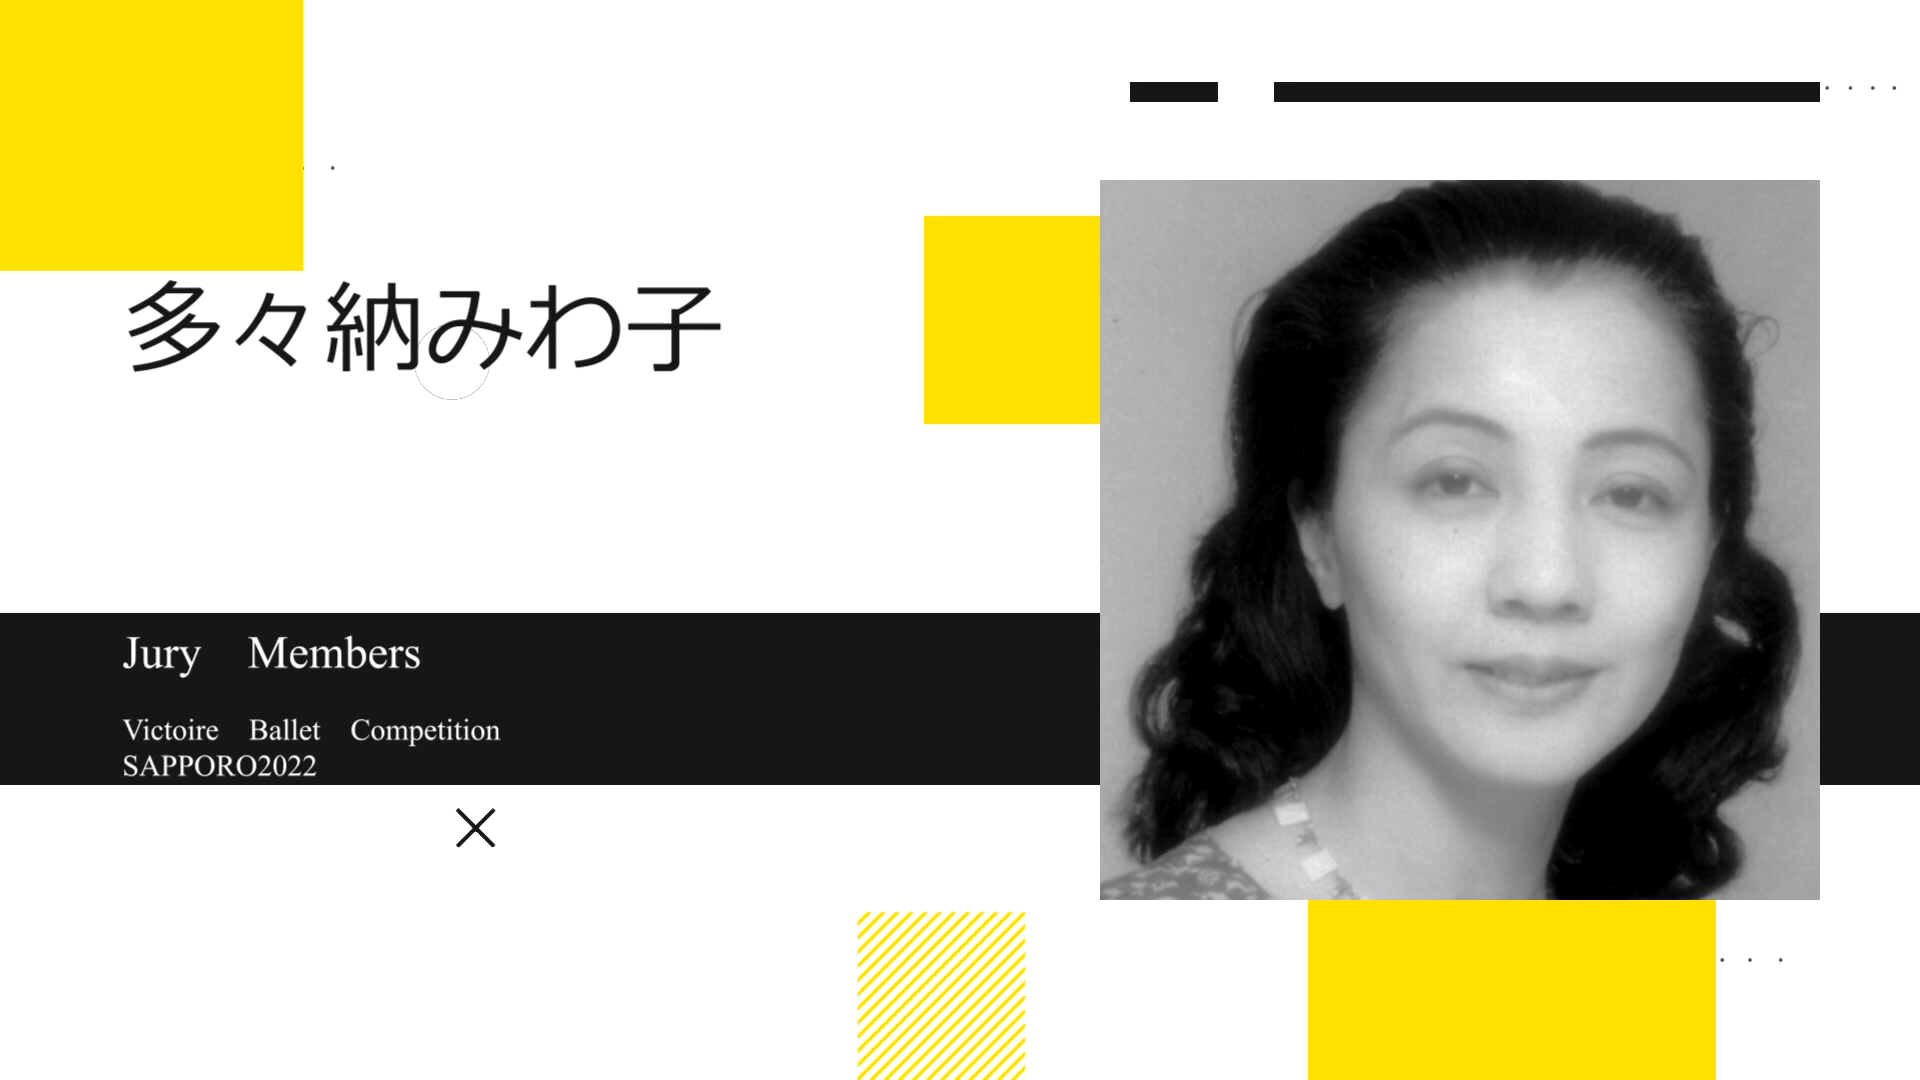 多々納みわ子
Jury Members
Victoire Ballet Competition
SAPPORO2022